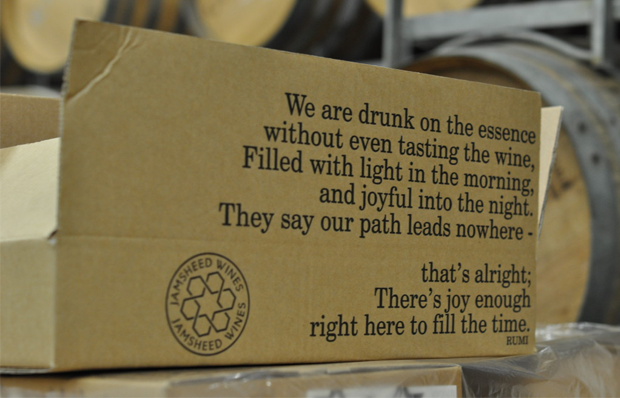 We are drunk on the essence
without even tasting the wine,
Filled with light in the morning,
and joyful into the night.
They say our path leads nowhere -
that's alright;
There's joy enough
right here to fill the time.
RUMI
JAMSHEED WINES
JAMSHEED WINES